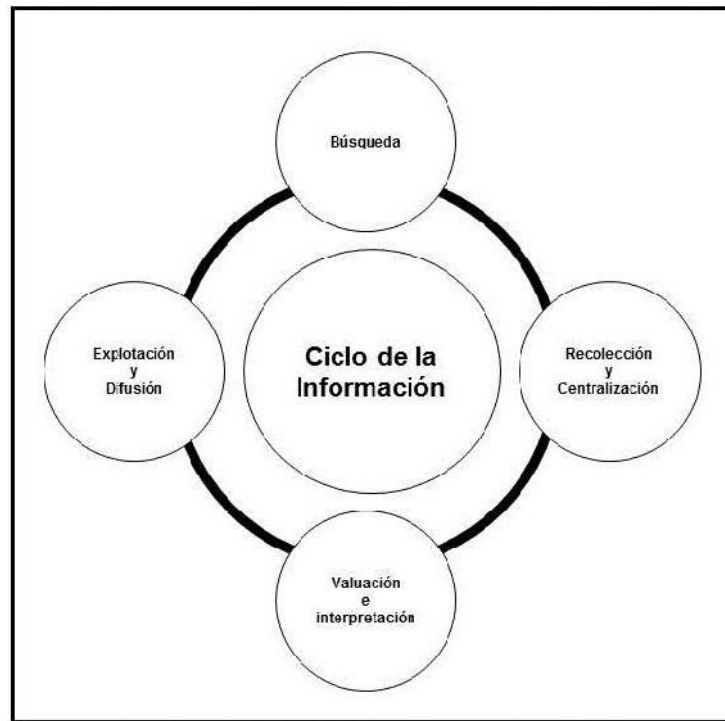 Búsqueda
Explotación
y
Difusión
Ciclo de la
Información
Recolección
y
Centralización
Valuación
e
interpretación